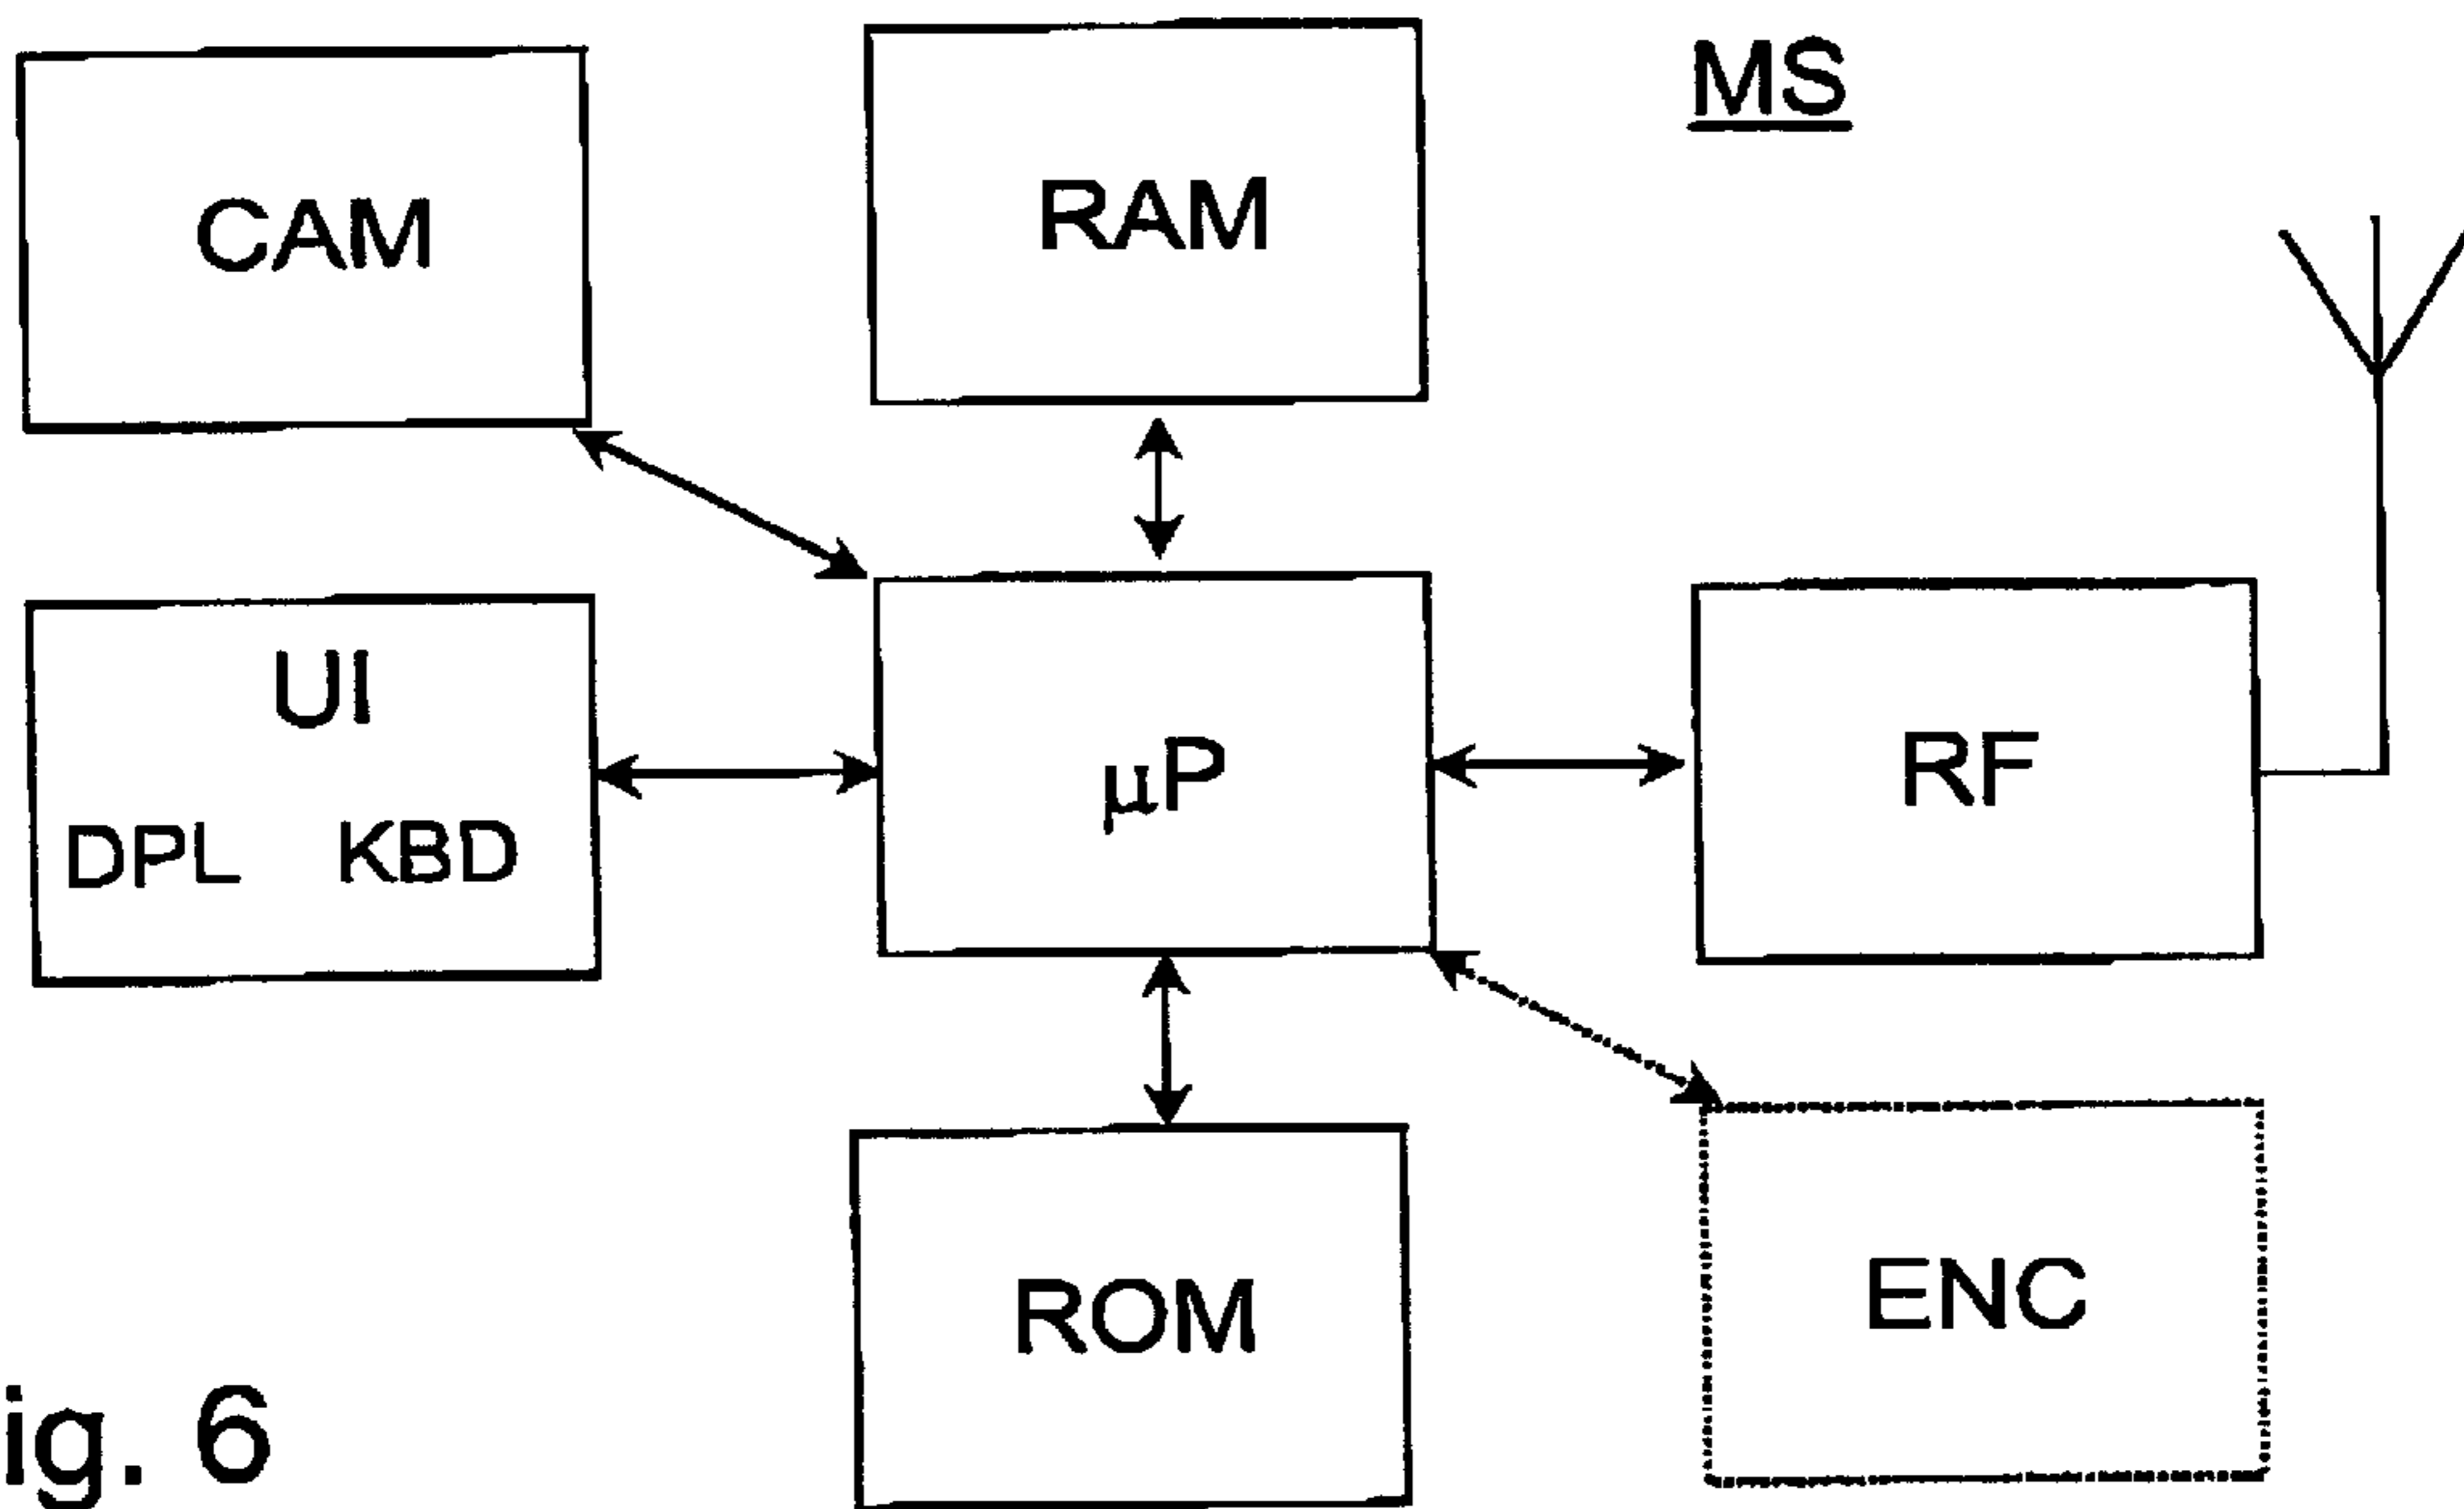 MS
CAM
RAM
UI
DPL KBD
μP
RF
ROM
ENC
ig. 6